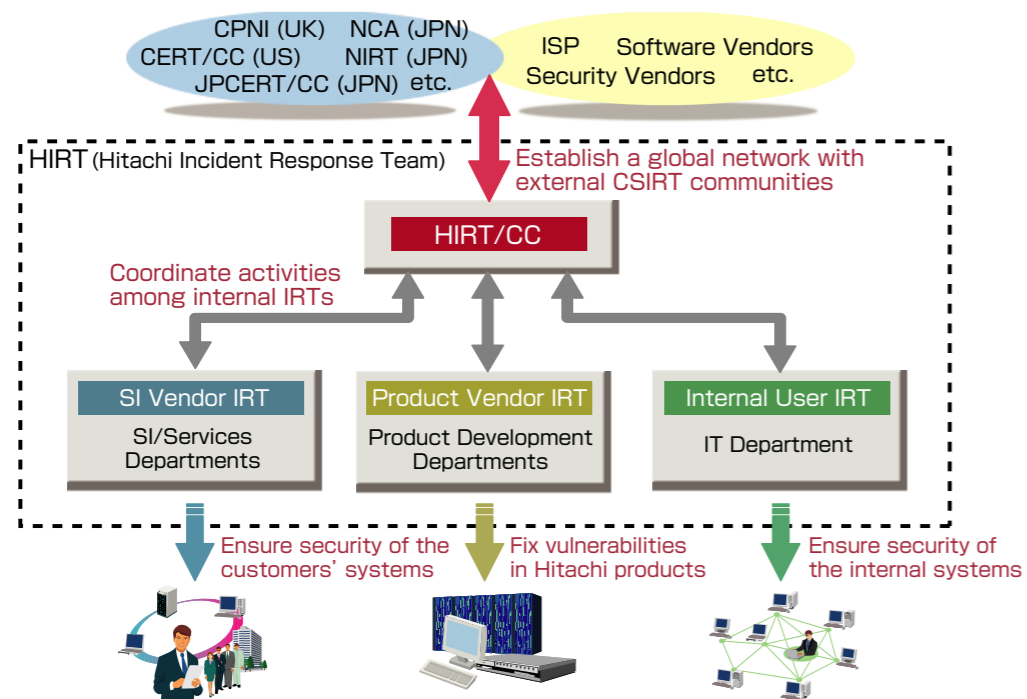 CPNI (UK) NCA (JPN)
CERT/CC (US) NIRT (JPN)
JPCERT/CC (JPN) etc.
ISP Software Vendors
Security Vendors etc.
HIRT (Hitachi Incident Response Team)
Establish a global network with
external CSIRT communities
HIRT/CC
Coordinate activities
among internal IRTs
SI Vendor IRT
SI/Services
Departments
Product Vendor IRT
Product Development
Departments
Internal User IRT
IT Department
Ensure security of the
customers' systems
Fix vulnerabilities
in Hitachi products
Ensure security of
the internal systems